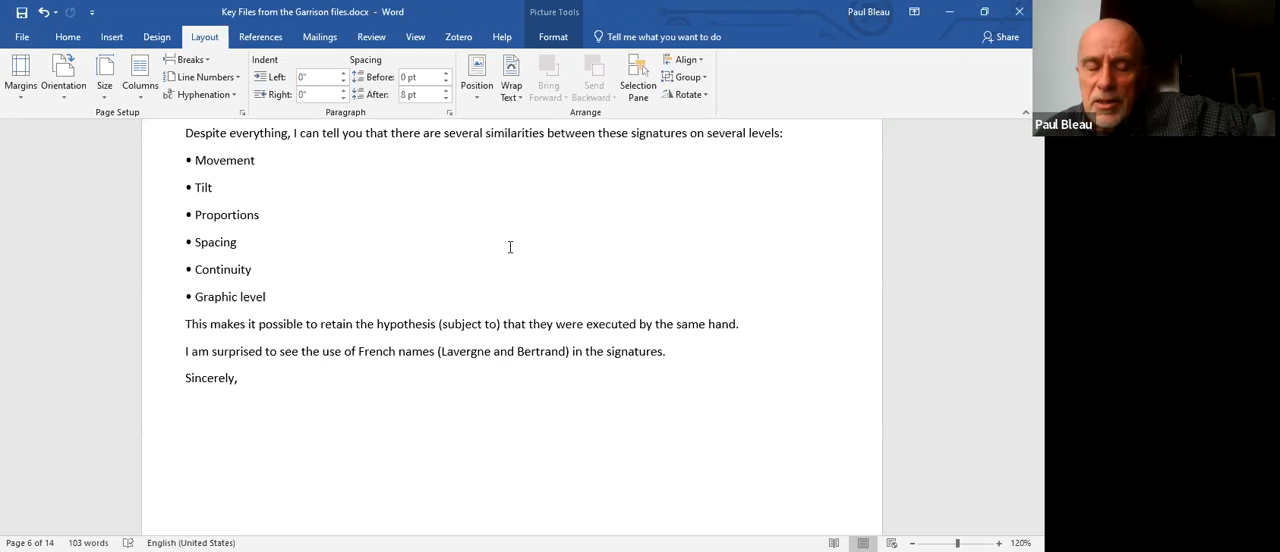 Key Files from the Garrison files.docx - Word
Picture Tools
Paul Bleau
File Home Insert Design Layout References Mailings Review View Zotero Help Format Tell me what you want to do Share
Margins Orientation Size Columns
Breaks
Line Numbers
Hyphenation
Page Setup
Indent
Left: 0"
Right: 0"
Spacing
Before: 0 pt
After: 8 pt
Paragraph
Position Wrap Text Bring Forward Send Backward Selection Pane
Align
Group
Rotate
Arrange
Paul Bleau
Despite everything, I can tell you that there are several similarities between these signatures on several levels:
• Movement
• Tilt
• Proportions
• Spacing
• Continuity
• Graphic level
This makes it possible to retain the hypothesis (subject to) that they were executed by the same hand.
I am surprised to see the use of French names (Lavergne and Bertrand) in the signatures.
Sincerely,
Page 6 of 14 103 words English (United States) 120%